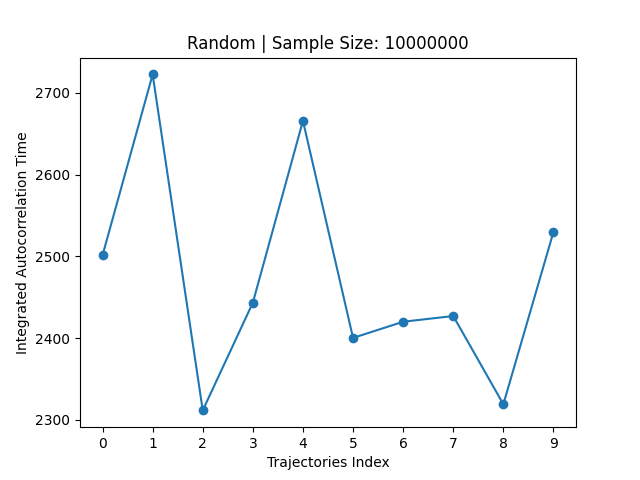 Random | Sample Size: 10000000
Integrated Autocorrelation Time
2700
2600
2500
2400
2300
0 1 2 3 4 5 6 7 8 9
Trajectories Index